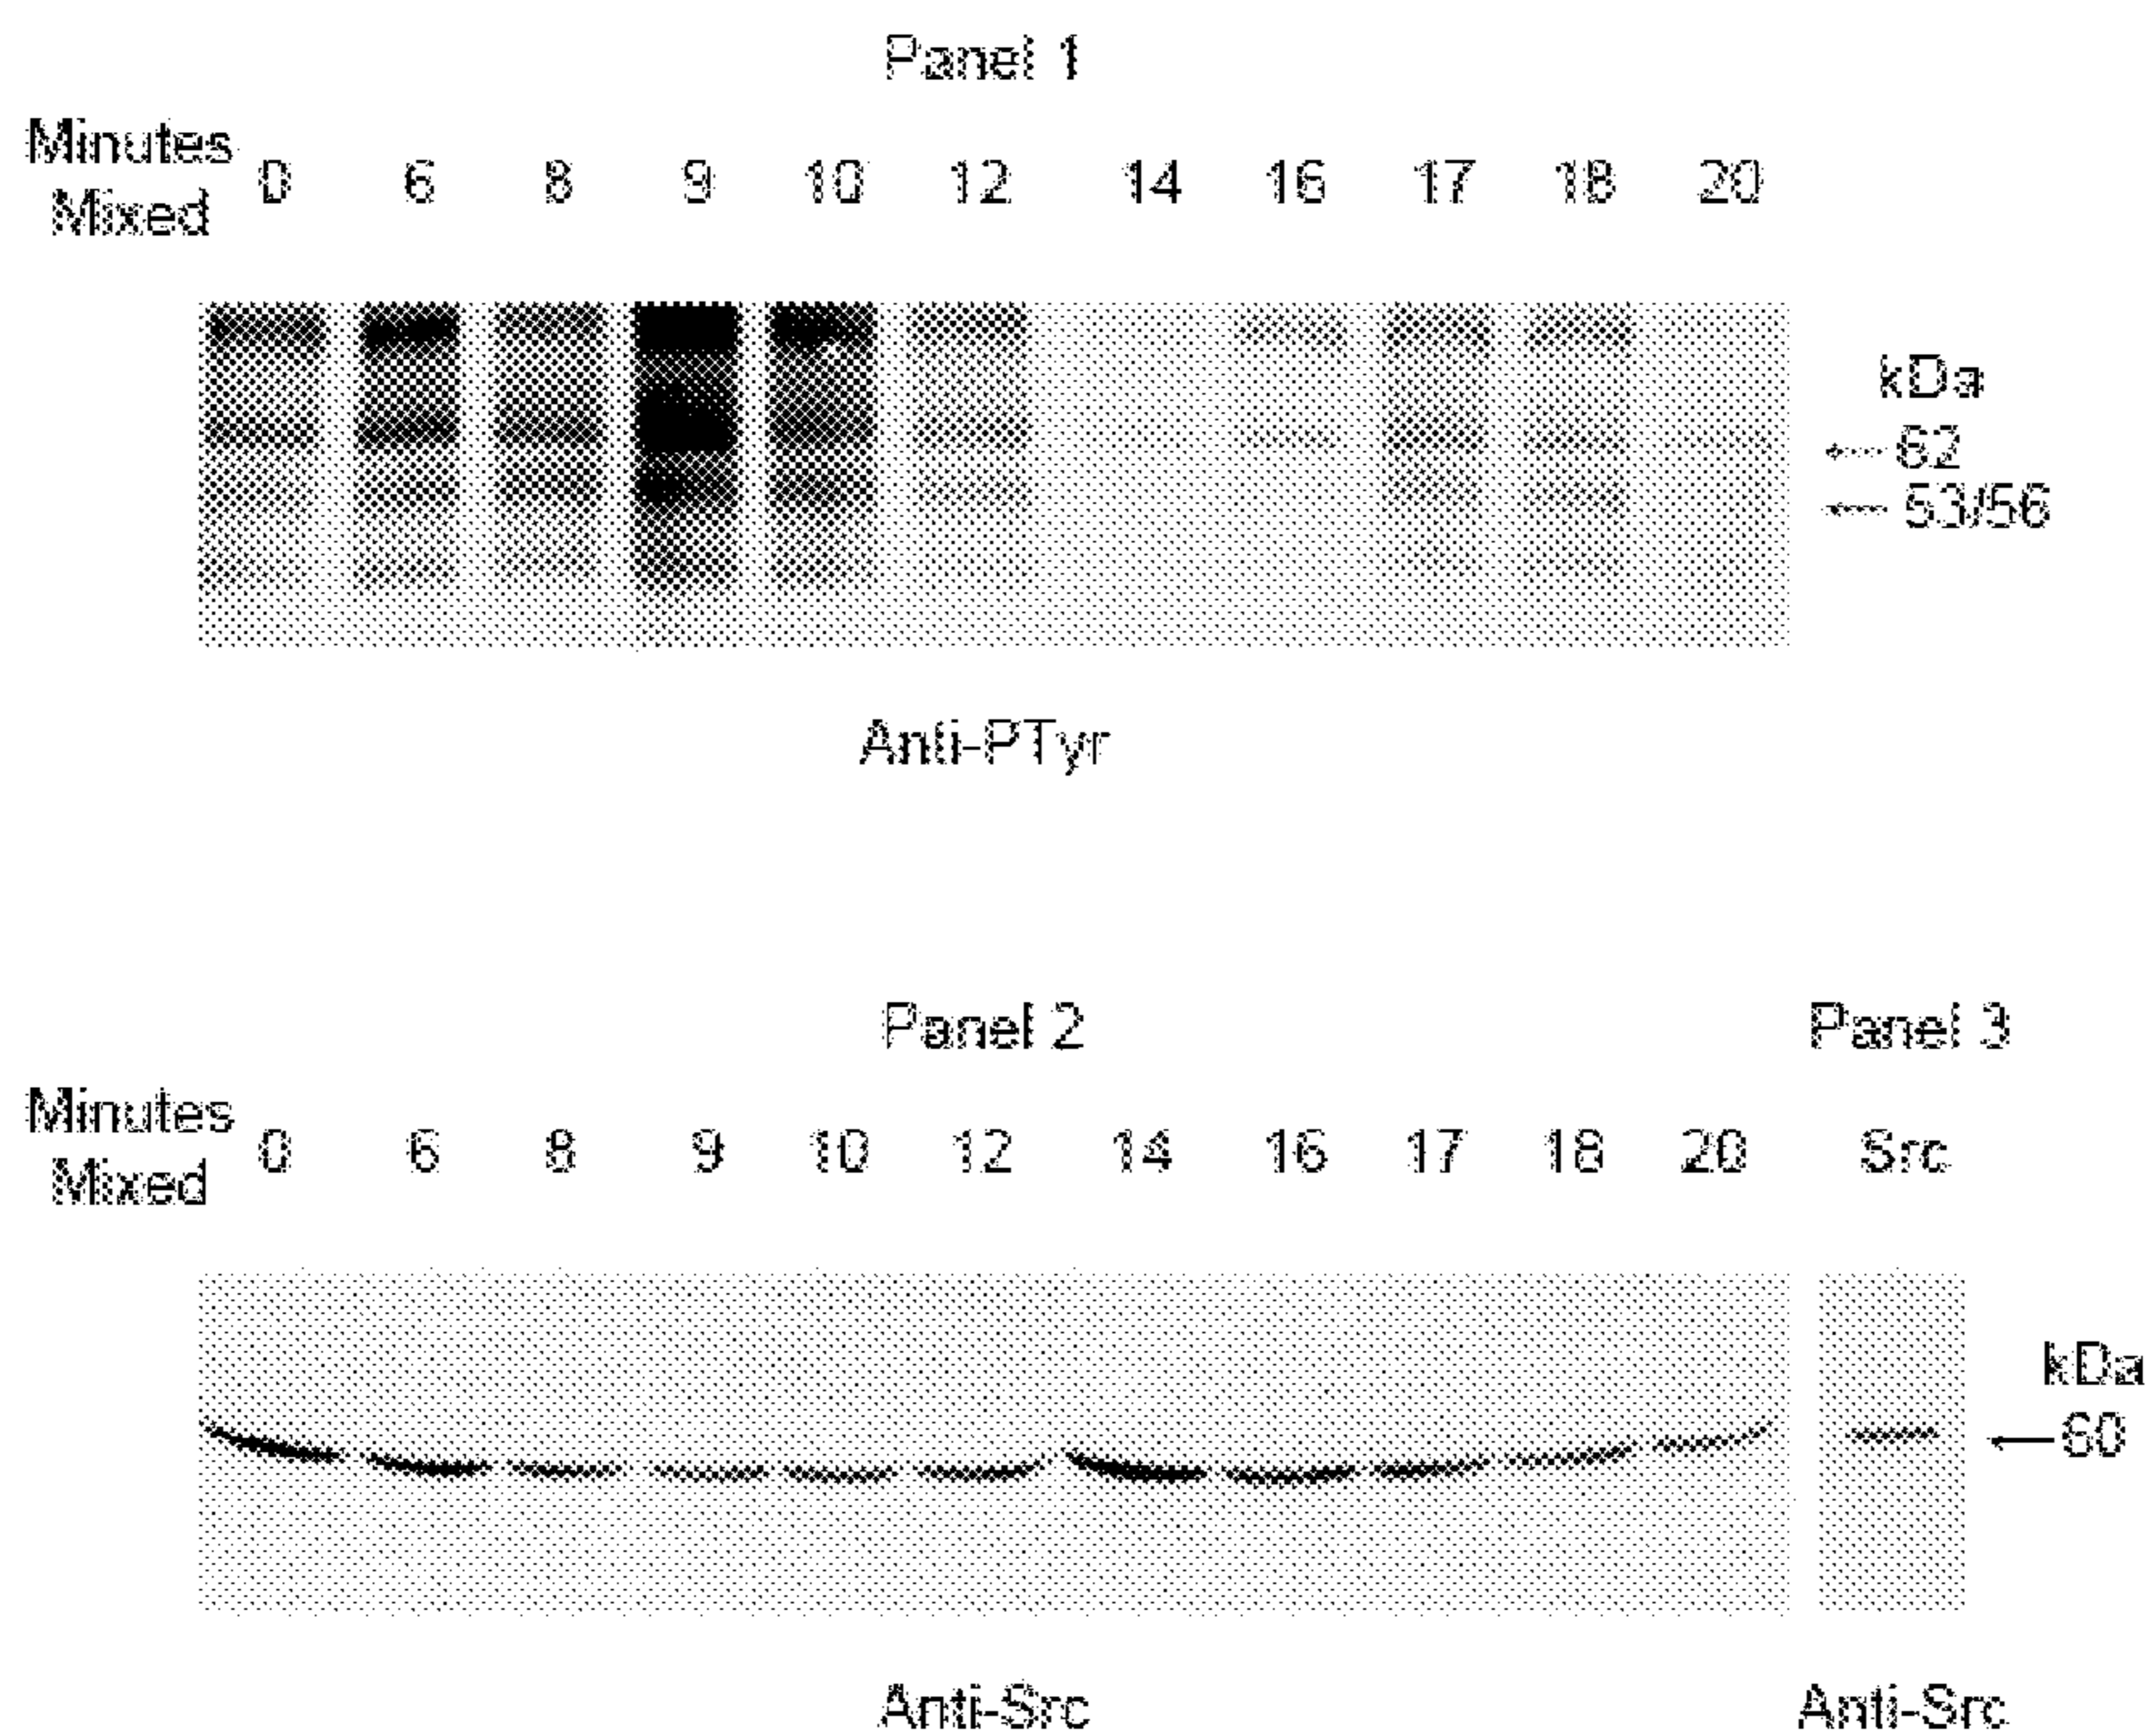 Panel 1
Minutes Mixed 0 6 8 9 10 12 14 16 17 18 20
kDa
62
53/56
Anti-PTyr
Panel 2 Panel 3
Minutes Mixed 0 6 8 9 10 12 14 16 17 18 20 Src
kDa
60
Anti-Src Anti-Src